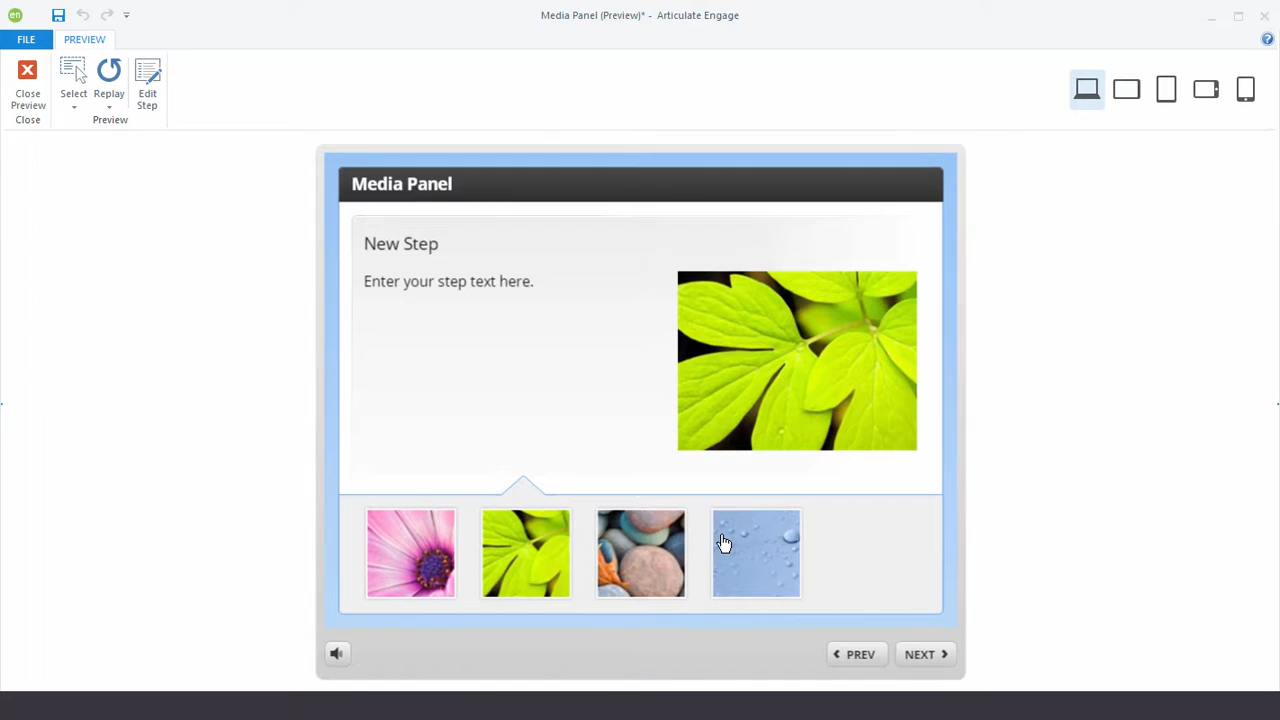 en
Media Panel (Preview)* - Articulate Engage
FILE
PREVIEW
?
Close Preview
Select
Replay
Edit Step
Close
Preview
Media Panel
New Step
Enter your step text here.
PREV
NEXT